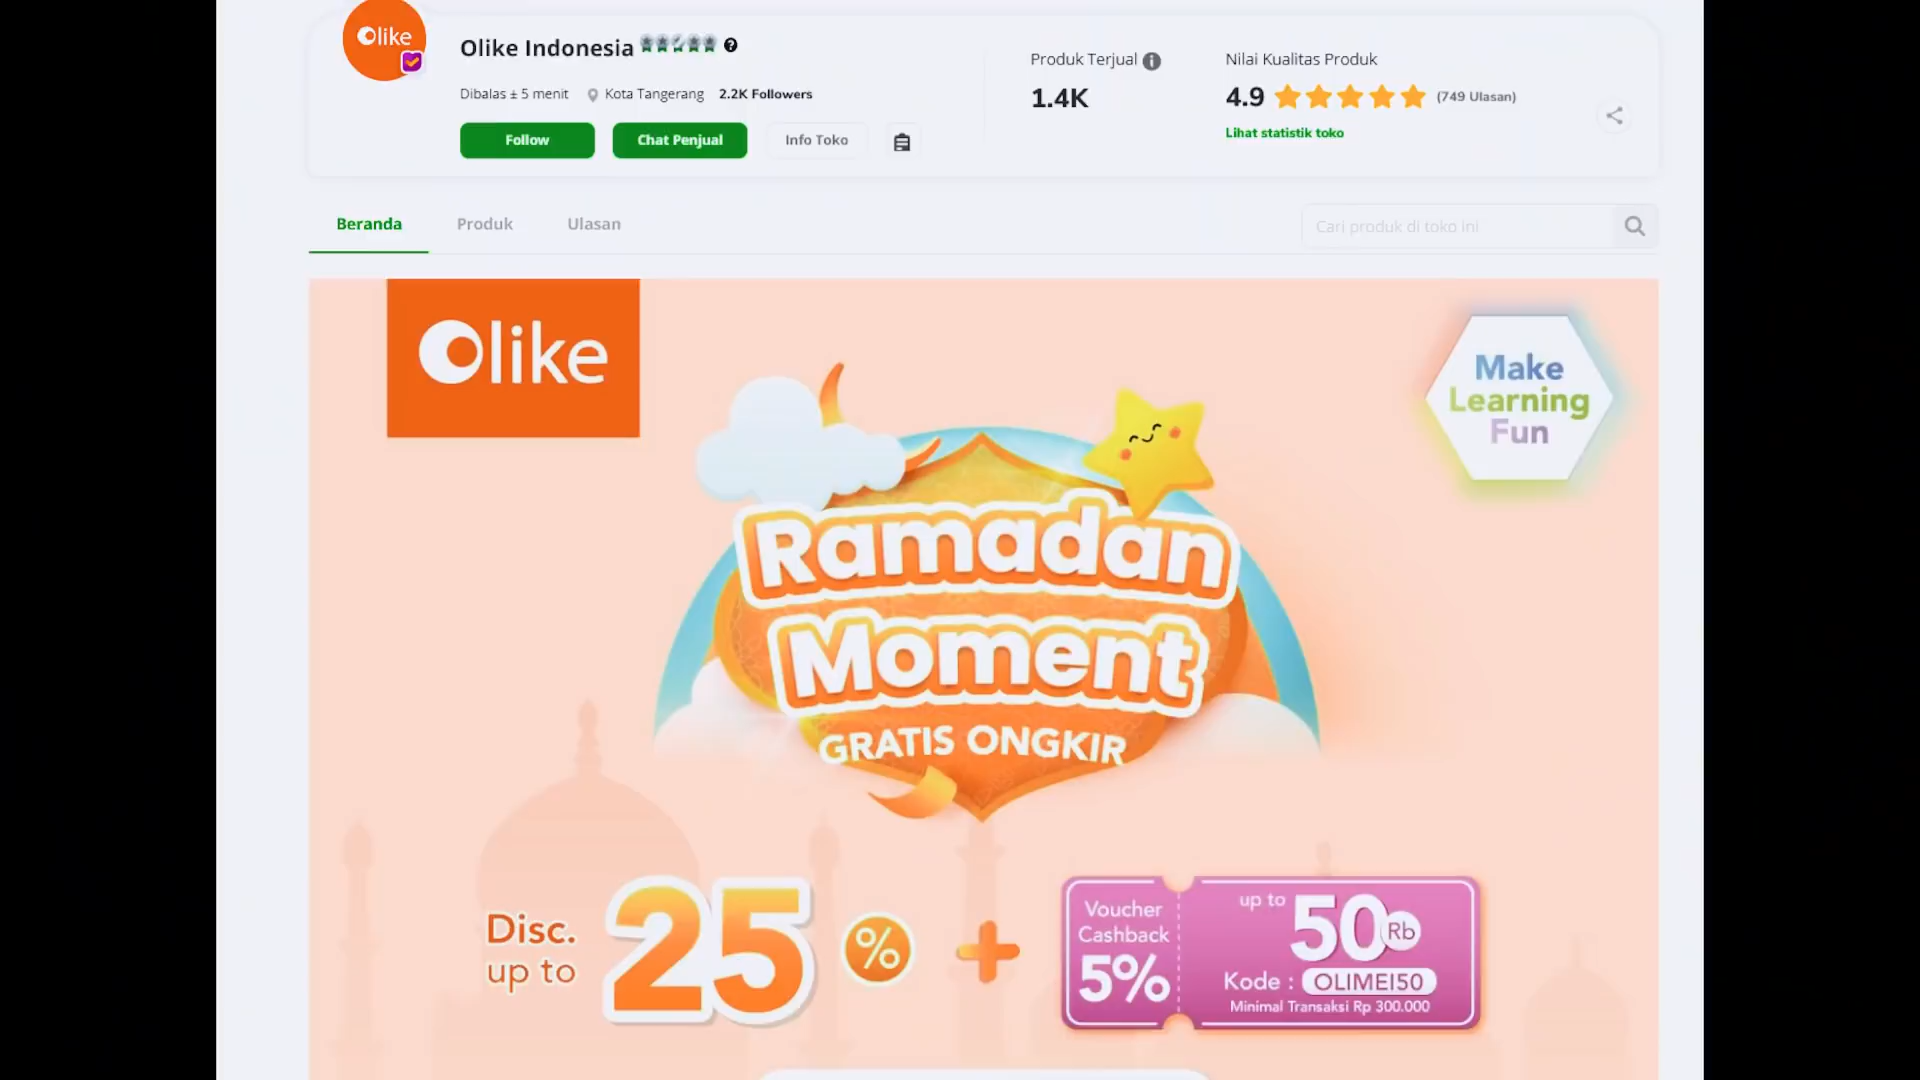 Olike
Olike Indonesia
Dibalas ± 5 menit Kota Tangerang 2.2K Followers
Follow Chat Penjual Info Toko
Produk Terjual
1.4K
Nilai Kualitas Produk
4.9 (749 Ulasan)
Lihat statistik toko
Beranda Produk Ulasan
Cari produk di toko ini
Olike
Make
Learning
Fun
Ramadan
Moment
GRATIS ONGKIR
Disc.
up to
25 %
+
Voucher
Cashback
5%
up to
50 Rb
Kode : OLIMEI50
Minimal Transaksi Rp 300.000